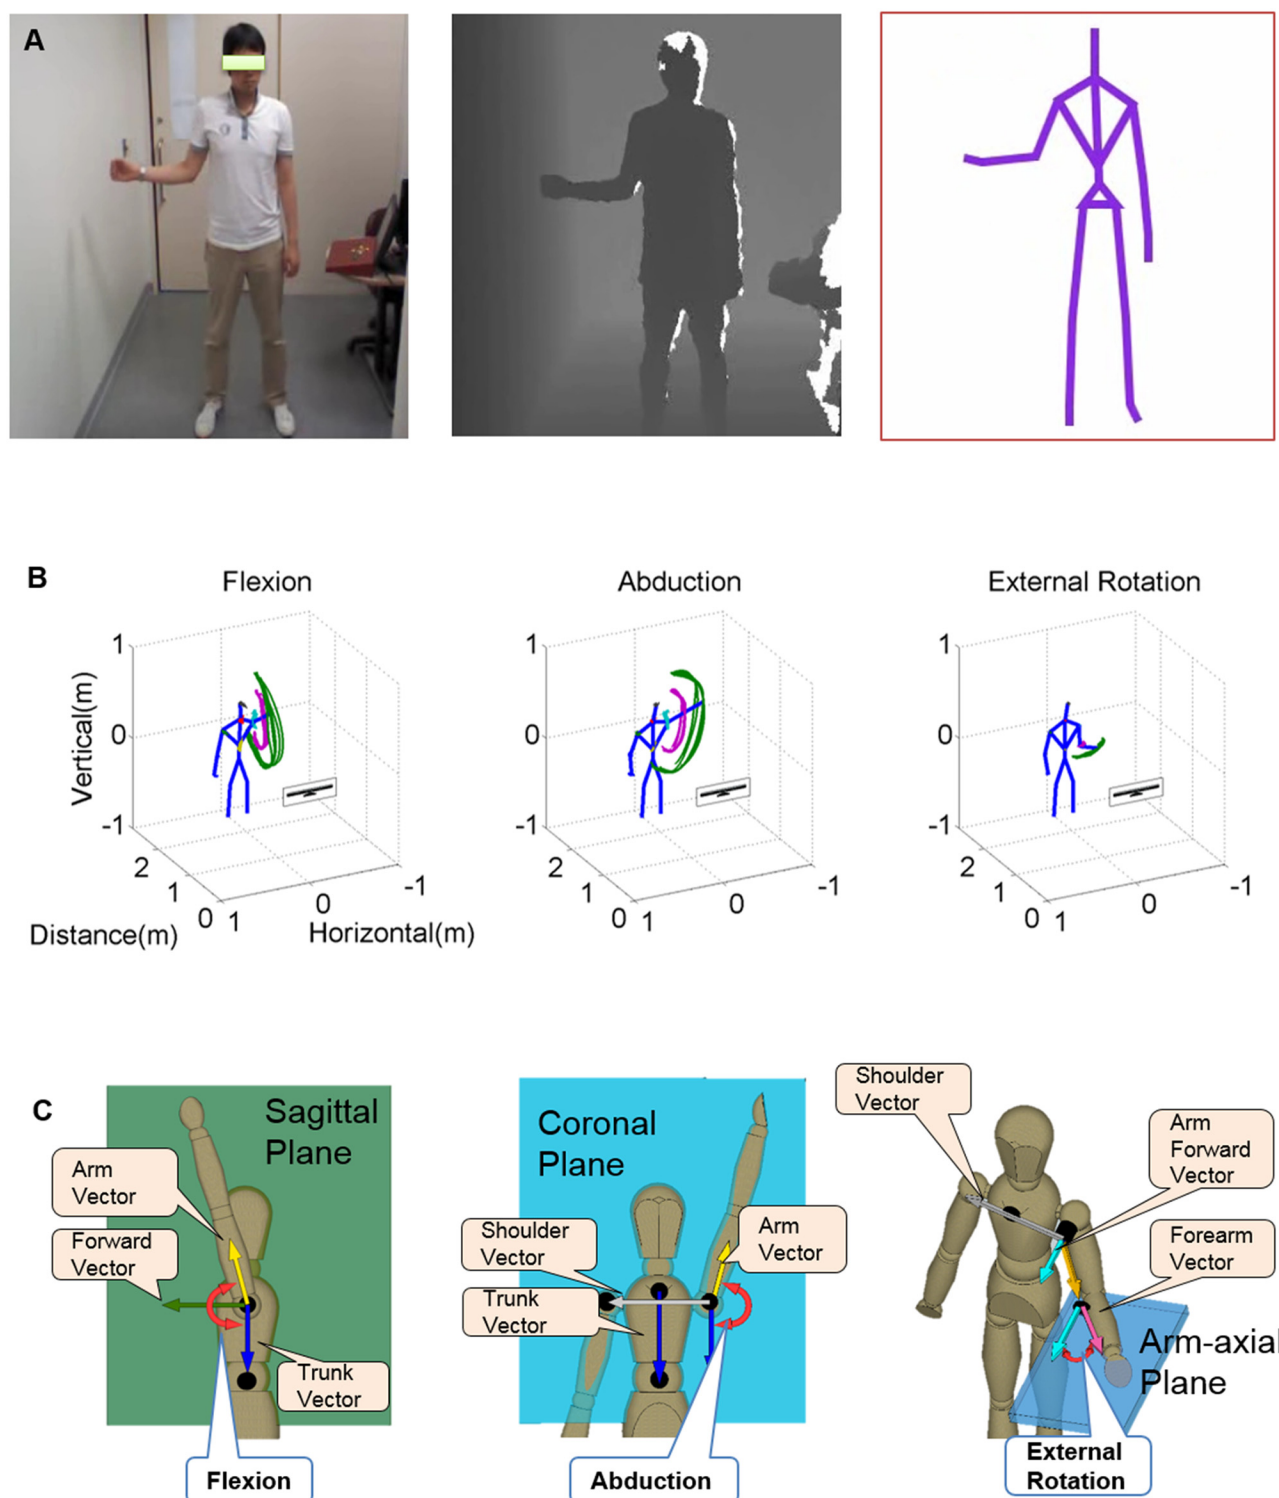 A
B
Flexion
Abduction
External Rotation
Vertical(m)
1
0
-1
2
1
0
1
0
-1
Distance(m)
Horizontal(m)
1
0
-1
2
1
0
1
0
-1
1
0
-1
2
1
0
1
0
-1
C
Sagittal
Plane
Arm
Vector
Forward
Vector
Trunk
Vector
Flexion
Coronal
Plane
Shoulder
Vector
Trunk
Vector
Arm
Vector
Abduction
Shoulder
Vector
Arm
Forward
Vector
Forearm
Vector
Arm-axial
Plane
External
Rotation